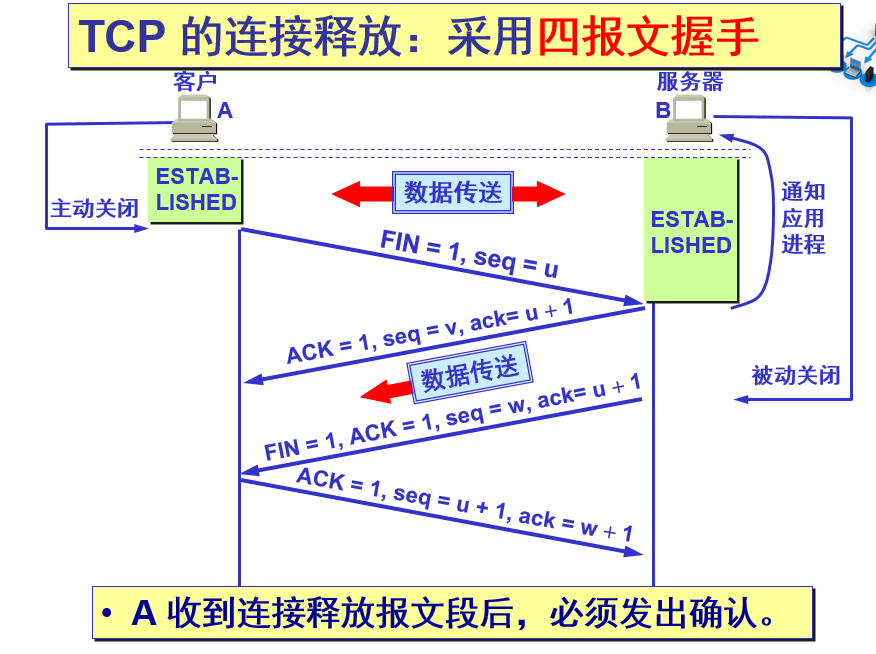 TCP 的连接释放：采用四报文握手
客户
服务器
A
B
ESTAB-
LISHED
数据传送
ESTAB-
LISHED
通知
应用
进程
主动关闭
FIN = 1, seq = u
ACK = 1, seq = v, ack= u + 1
数据传送
被动关闭
FIN = 1, ACK = 1, seq = w, ack= u + 1
ACK = 1, seq = u + 1, ack = w + 1
• A 收到连接释放报文段后，必须发出确认。